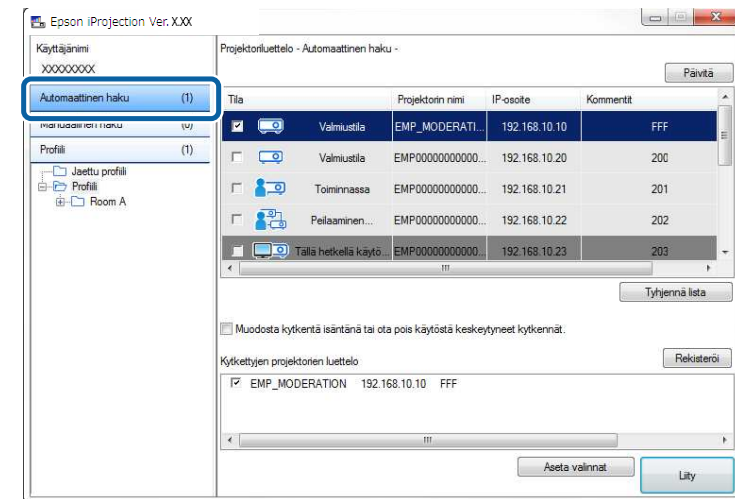 Epson iProjection Ver. X.XX
Käyttäjänimi
XXXXXXXX
Automaattinen haku (1)
Manuaalinen haku (0)
Profiili (1)
Jaettu profiili
Profiili
Room A
Projektoriluettelo - Automaattinen haku -
Päivitä
Tila Projektorin nimi IP-osoite Kommentit
Valmiustila EMP_MODERATI... 192.168.10.10 FFF
Valmiustila EMP00000000000... 192.168.10.20 200
Toiminnassa EMP00000000000... 192.168.10.21 201
Peilaaminen... EMP00000000000... 192.168.10.22 202
Tällä hetkellä käytö... EMP00000000000... 192.168.10.23 203
Tyhjennä lista
Muodosta kytkentä isäntänä tai ota pois käytöstä keskeytyneet kytkennät.
Kytkettyjen projektorien luettelo
Rekisteröi
EMP_MODERATION 192.168.10.10 FFF
Aseta valinnat
Liity